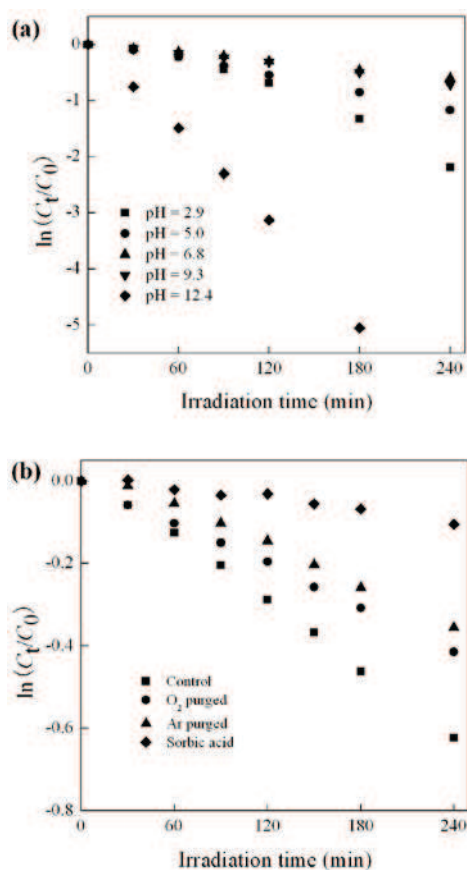 (a)
0
-1
-2
-3
-4
-5
ln (Ct/C0)
pH = 2.9
pH = 5.0
pH = 6.8
pH = 9.3
pH = 12.4
0 60 120 180 240
Irradiation time (min)
(b)
0.0
-0.2
-0.4
-0.6
-0.8
ln (Ct/C0)
Control
O2 purged
Ar purged
Sorbic acid
0 60 120 180 240
Irradiation time (min)